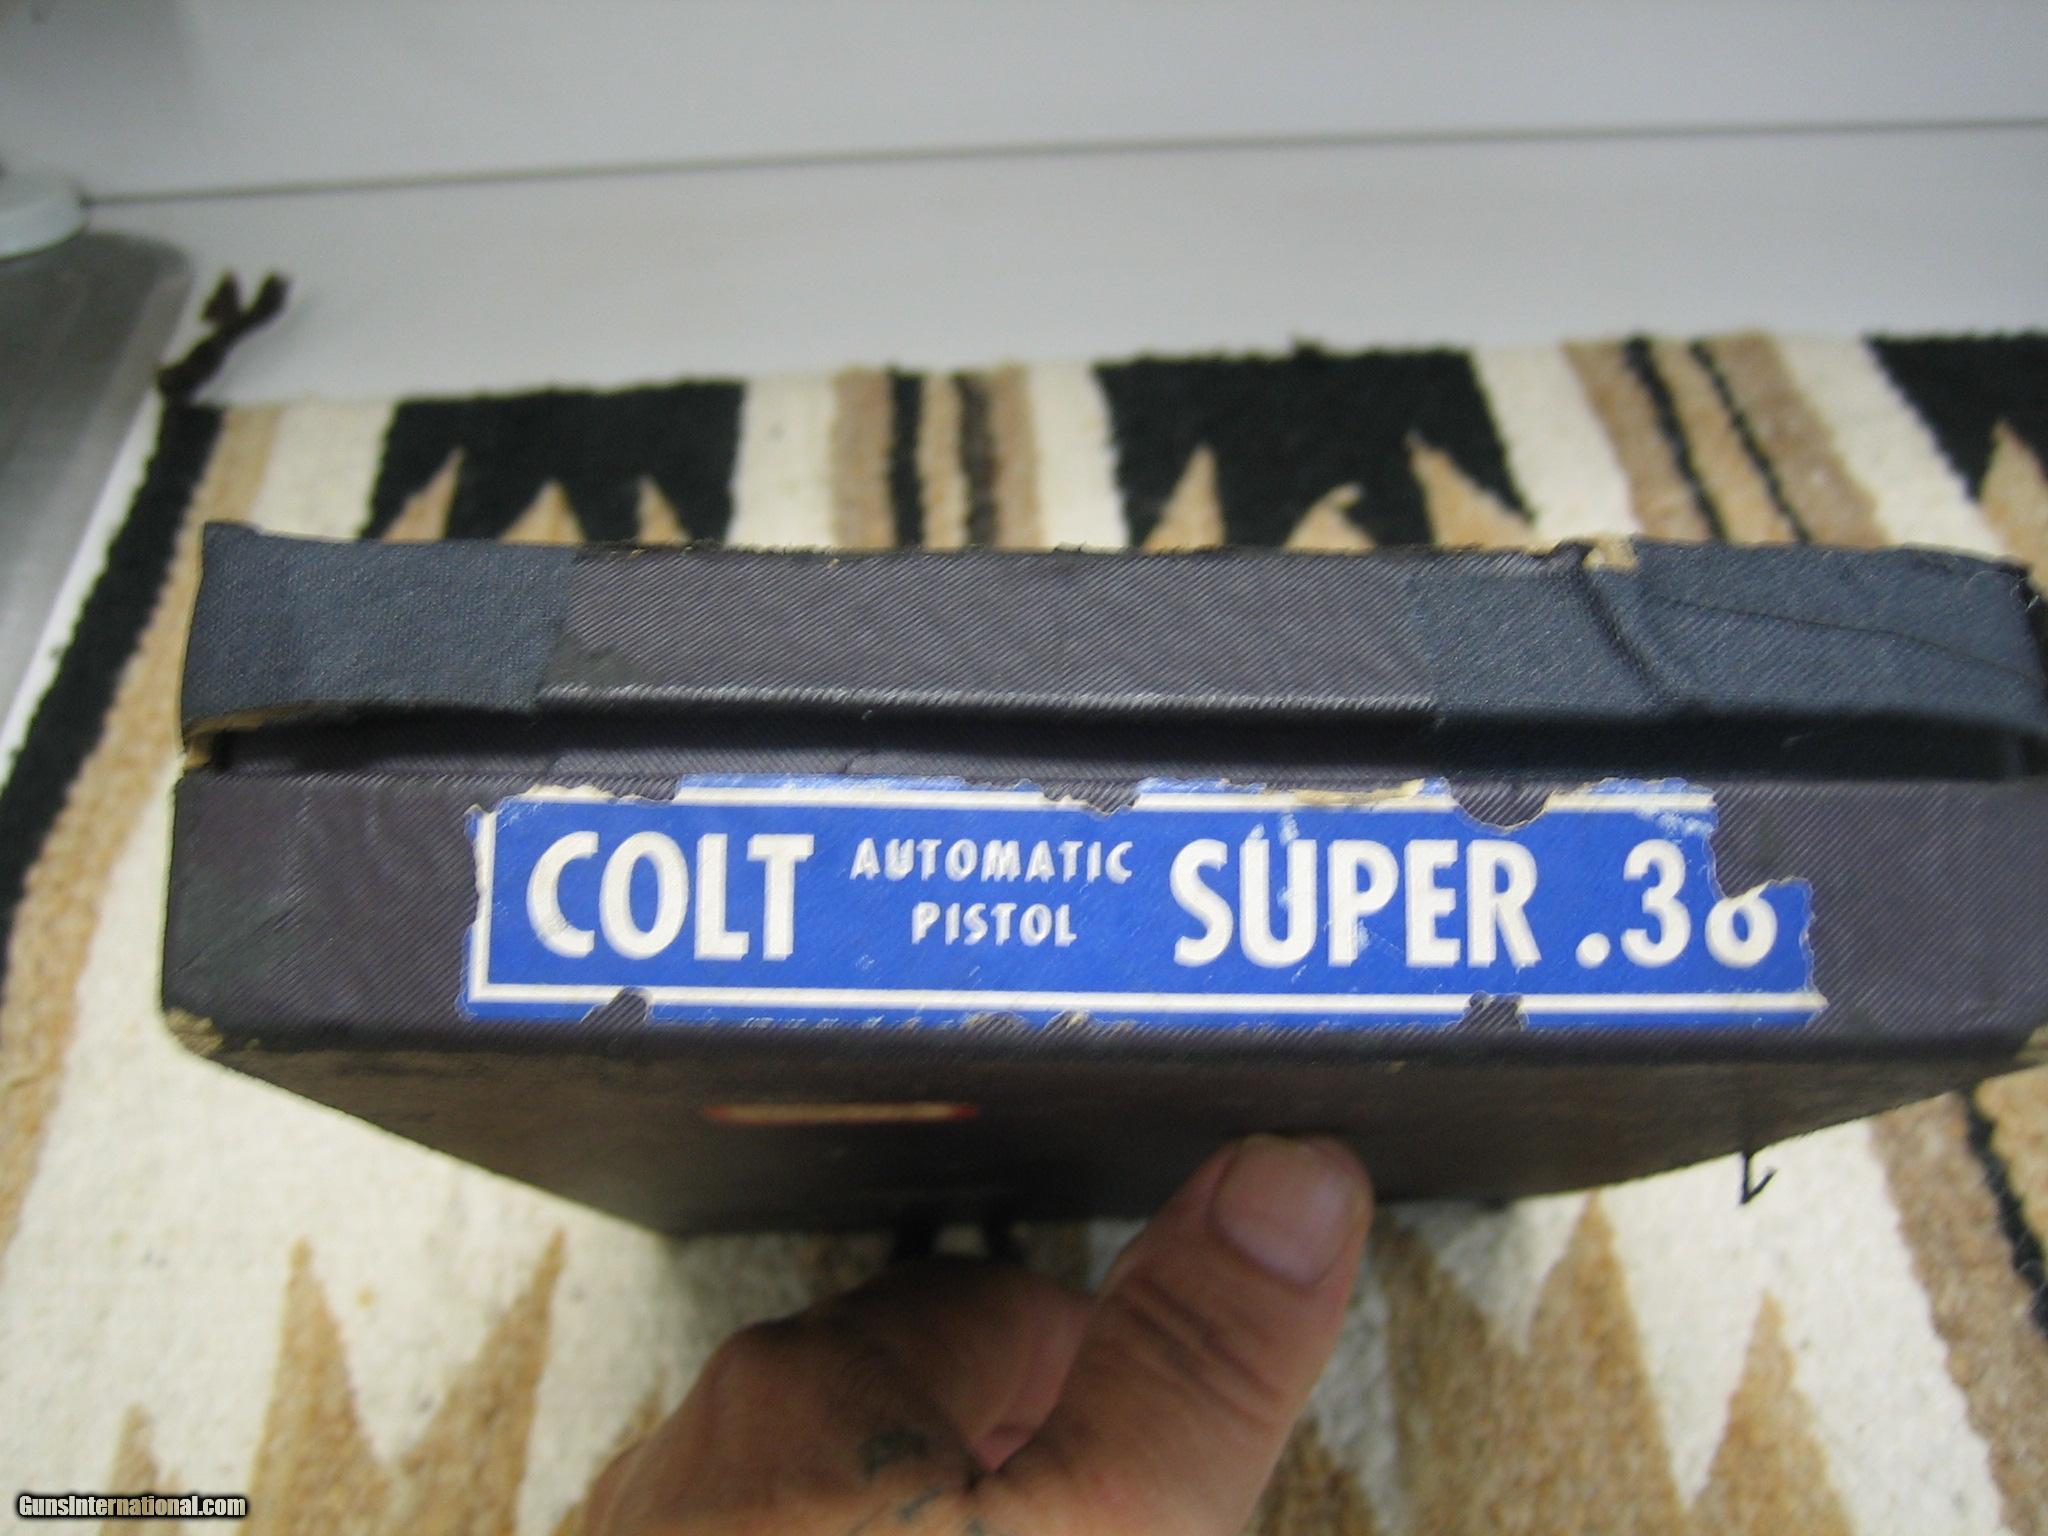 COLT AUTOMATIC PISTOL SUPER .38
GunsInternational.com